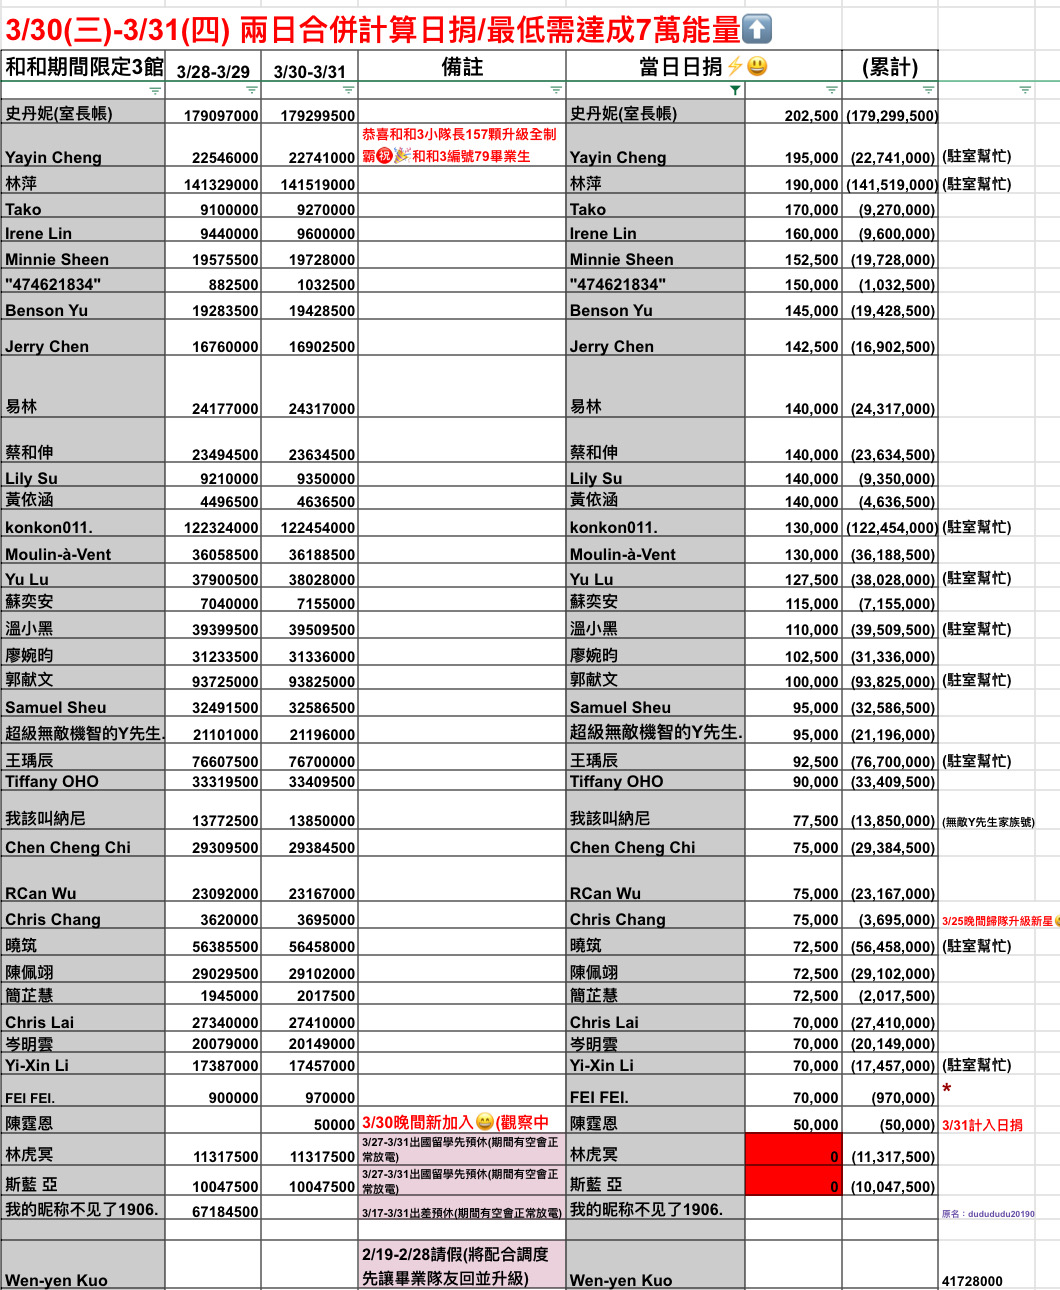 3/30(三)-3/31(四) 兩日合併計算日捐/最低需達成7萬能量⬆️
和和期間限定3館 3/28-3/29 3/30-3/31 備註 當日日捐⚡😃 (累計)
史丹妮(室長帳) 179097000 179299500 史丹妮(室長帳) 202,500 (179,299,500)
恭喜和和3小隊長157顆升級全制
霸㊗️🎉和和3編號79畢業生
Yayin Cheng 22546000 22741000 Yayin Cheng 195,000 (22,741,000) (駐室幫忙)
林萍 141329000 141519000 林萍 190,000 (141,519,000) (駐室幫忙)
Tako 9100000 9270000 Tako 170,000 (9,270,000)
Irene Lin 9440000 9600000 Irene Lin 160,000 (9,600,000)
Minnie Sheen 19575500 19728000 Minnie Sheen 152,500 (19,728,000)
"474621834" 882500 1032500 "474621834" 150,000 (1,032,500)
Benson Yu 19283500 19428500 Benson Yu 145,000 (19,428,500)
Jerry Chen 16760000 16902500 Jerry Chen 142,500 (16,902,500)
易林 24177000 24317000 易林 140,000 (24,317,000)
蔡和伸 23494500 23634500 蔡和伸 140,000 (23,634,500)
Lily Su 9210000 9350000 Lily Su 140,000 (9,350,000)
黃依涵 4496500 4636500 黃依涵 140,000 (4,636,500)
konkon011. 122324000 122454000 konkon011. 130,000 (122,454,000) (駐室幫忙)
Moulin-à-Vent 36058500 36188500 Moulin-à-Vent 130,000 (36,188,500)
Yu Lu 37900500 38028000 Yu Lu 127,500 (38,028,000) (駐室幫忙)
蘇奕安 7040000 7155000 蘇奕安 115,000 (7,155,000)
溫小黑 39399500 39509500 溫小黑 110,000 (39,509,500) (駐室幫忙)
廖婉昀 31233500 31336000 廖婉昀 102,500 (31,336,000)
郭献文 93725000 93825000 郭献文 100,000 (93,825,000) (駐室幫忙)
Samuel Sheu 32491500 32586500 Samuel Sheu 95,000 (32,586,500)
超級無敵機智的Y先生. 21101000 21196000 超級無敵機智的Y先生. 95,000 (21,196,000)
王瑀辰 76607500 76700000 王瑀辰 92,500 (76,700,000) (駐室幫忙)
Tiffany OHO 33319500 33409500 Tiffany OHO 90,000 (33,409,500)
我該叫納尼 13772500 13850000 我該叫納尼 77,500 (13,850,000) (無敵Y先生家族號)
Chen Cheng Chi 29309500 29384500 Chen Cheng Chi 75,000 (29,384,500)
RCan Wu 23092000 23167000 RCan Wu 75,000 (23,167,000)
Chris Chang 3620000 3695000 Chris Chang 75,000 (3,695,000) 3/25晚間歸隊升級新星
曉筑 56385500 56458000 曉筑 72,500 (56,458,000) (駐室幫忙)
陳佩翊 29029500 29102000 陳佩翊 72,500 (29,102,000)
簡芷慧 1945000 2017500 簡芷慧 72,500 (2,017,500)
Chris Lai 27340000 27410000 Chris Lai 70,000 (27,410,000)
岑明雲 20079000 20149000 岑明雲 70,000 (20,149,000)
Yi-Xin Li 17387000 17457000 Yi-Xin Li 70,000 (17,457,000) (駐室幫忙)
FEI FEI. 900000 970000 FEI FEI. 70,000 (970,000) *
陳霆恩 50000 3/30晚間新加入😄(觀察中 陳霆恩 50,000 (50,000) 3/31計入日捐
3/27-3/31出國留學先預休(期間有空會正
常放電)
林虎冥 11317500 11317500 林虎冥 0 (11,317,500)
3/27-3/31出國留學先預休(期間有空會正
常放電)
斯藍 亞 10047500 10047500 斯藍 亞 0 (10,047,500)
我的昵称不见了1906. 67184500 3/17-3/31出差預休(期間有空會正常放電) 我的昵称不见了1906. 原名：dudududu20190
2/19-2/28請假(將配合調度
先讓畢業隊友回並升級)
Wen-yen Kuo Wen-yen Kuo 41728000